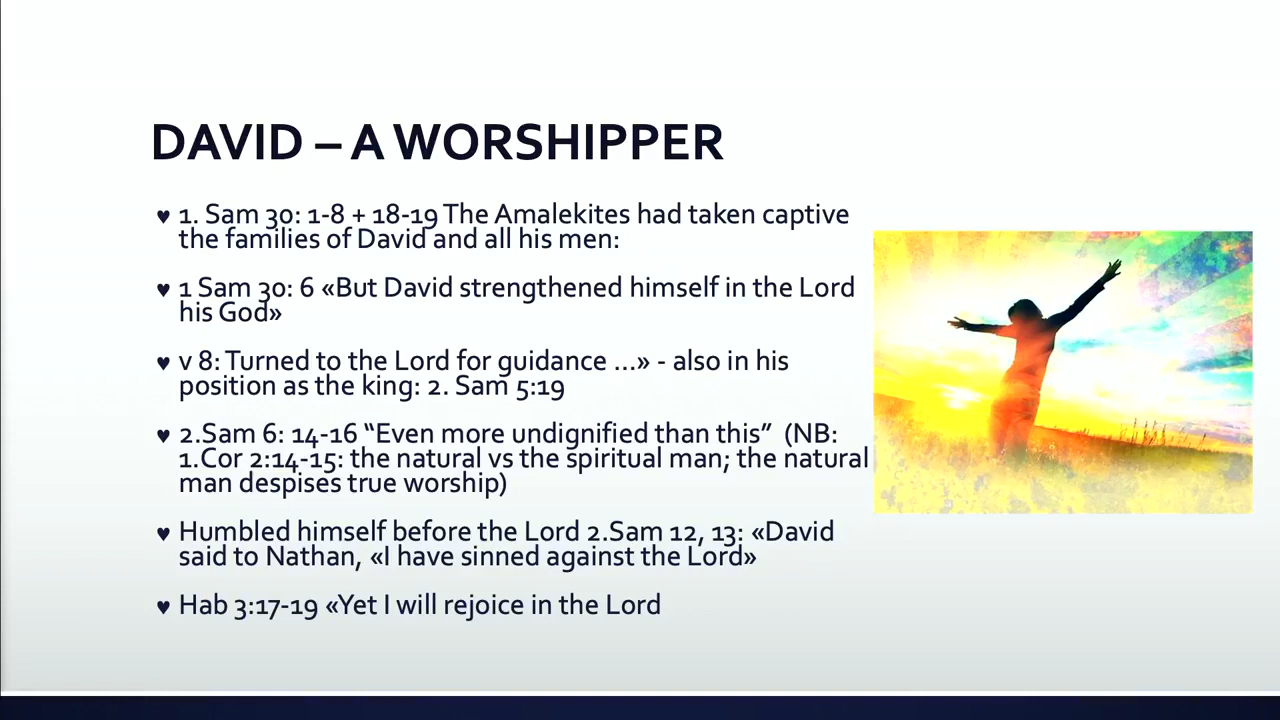 DAVID – A WORSHIPPER
♥ 1. Sam 30: 1-8 + 18-19 The Amalekites had taken captive
the families of David and all his men:
♥ 1 Sam 30: 6 «But David strengthened himself in the Lord
his God»
♥ v 8: Turned to the Lord for guidance ...» - also in his
position as the king: 2. Sam 5:19
♥ 2.Sam 6: 14-16 “Even more undignified than this” (NB:
1.Cor 2:14-15: the natural vs the spiritual man; the natural
man despises true worship)
♥ Humbled himself before the Lord 2.Sam 12, 13: «David
said to Nathan, «I have sinned against the Lord»
♥ Hab 3:17-19 «Yet I will rejoice in the Lord